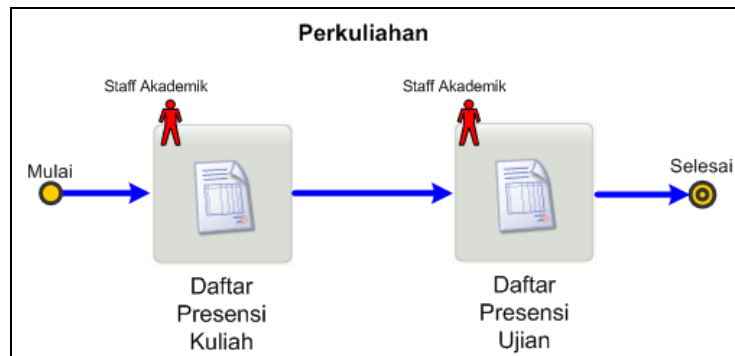 Perkuliahan
Staff Akademik
Staff Akademik
Mulai
Selesai
Daftar
Presensi
Kuliah
Daftar
Presensi
Ujian